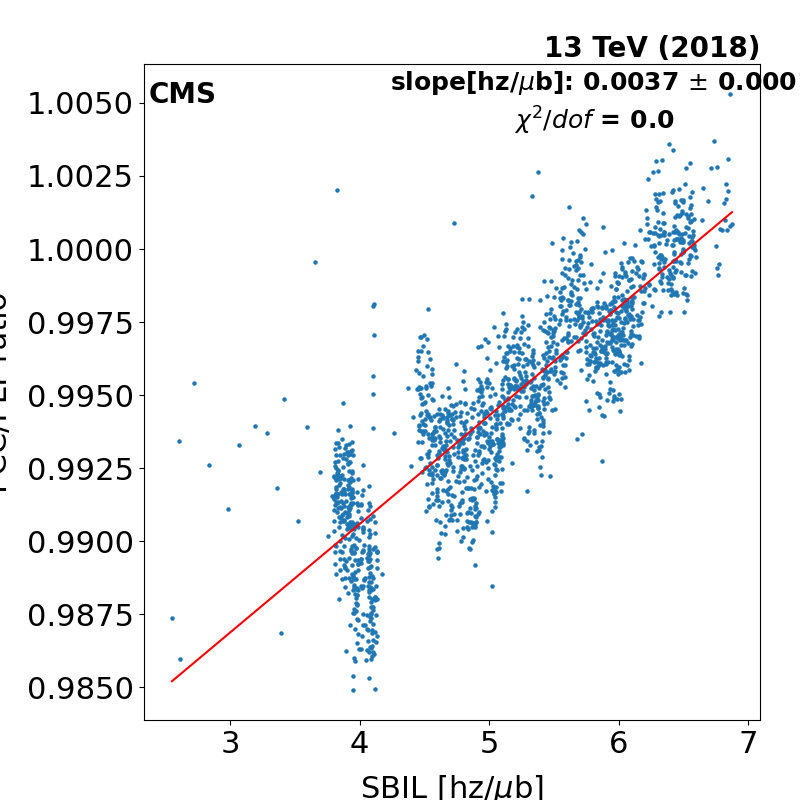 13 TeV (2018)
CMS
slope[hz/μb]: 0.0037 ± 0.000
χ²/dof = 0.0
1.0050
1.0025
1.0000
0.9975
0.9950
0.9925
0.9900
0.9875
0.9850
ratio
3 4 5 6 7
SBIL [hz/μb]